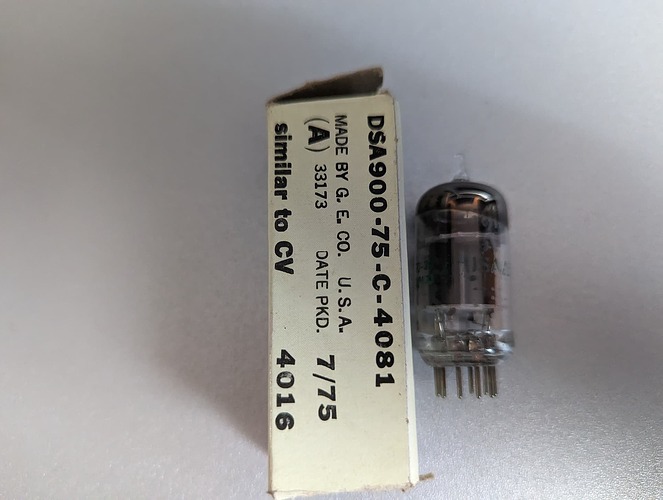 DSA900-75-C-4081
MADE BY G. E. CO. U. S. A.
(A) 33173 DATE PKD. 7/75
similar to CV 4016